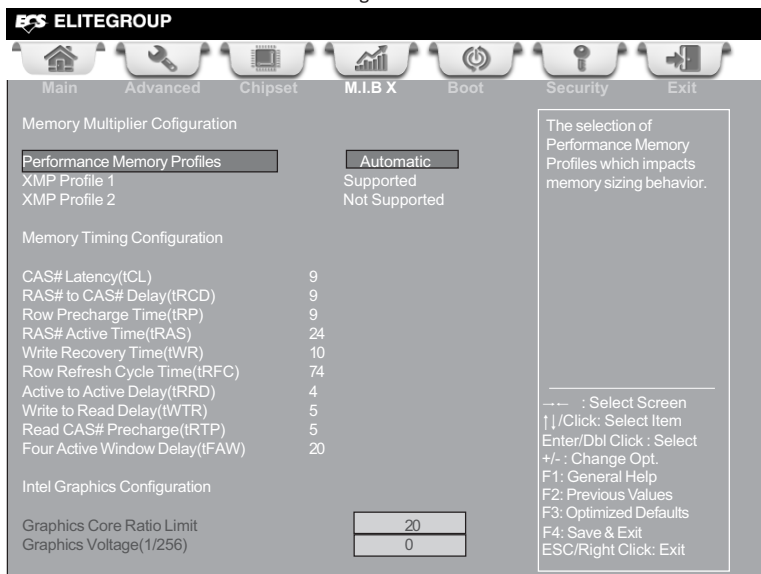 ECS ELITEGROUP
Main Advanced Chipset M.I.B X Boot Security Exit
Memory Multiplier Cofiguration
Performance Memory Profiles Automatic
XMP Profile 1 Supported
XMP Profile 2 Not Supported
Memory Timing Configuration
CAS# Latency(tCL) 9
RAS# to CAS# Delay(tRCD) 9
Row Precharge Time(tRP) 9
RAS# Active Time(tRAS) 24
Write Recovery Time(tWR) 10
Row Refresh Cycle Time(tRFC) 74
Active to Active Delay(tRRD) 4
Write to Read Delay(tWTR) 5
Read CAS# Precharge(tRTP) 5
Four Active Window Delay(tFAW) 20
Intel Graphics Configuration
Graphics Core Ratio Limit 20
Graphics Voltage(1/256) 0
The selection of
Performance Memory
Profiles which impacts
memory sizing behavior.
→← : Select Screen
↑↓/Click: Select Item
Enter/Dbl Click : Select
+/- : Change Opt.
F1: General Help
F2: Previous Values
F3: Optimized Defaults
F4: Save & Exit
ESC/Right Click: Exit